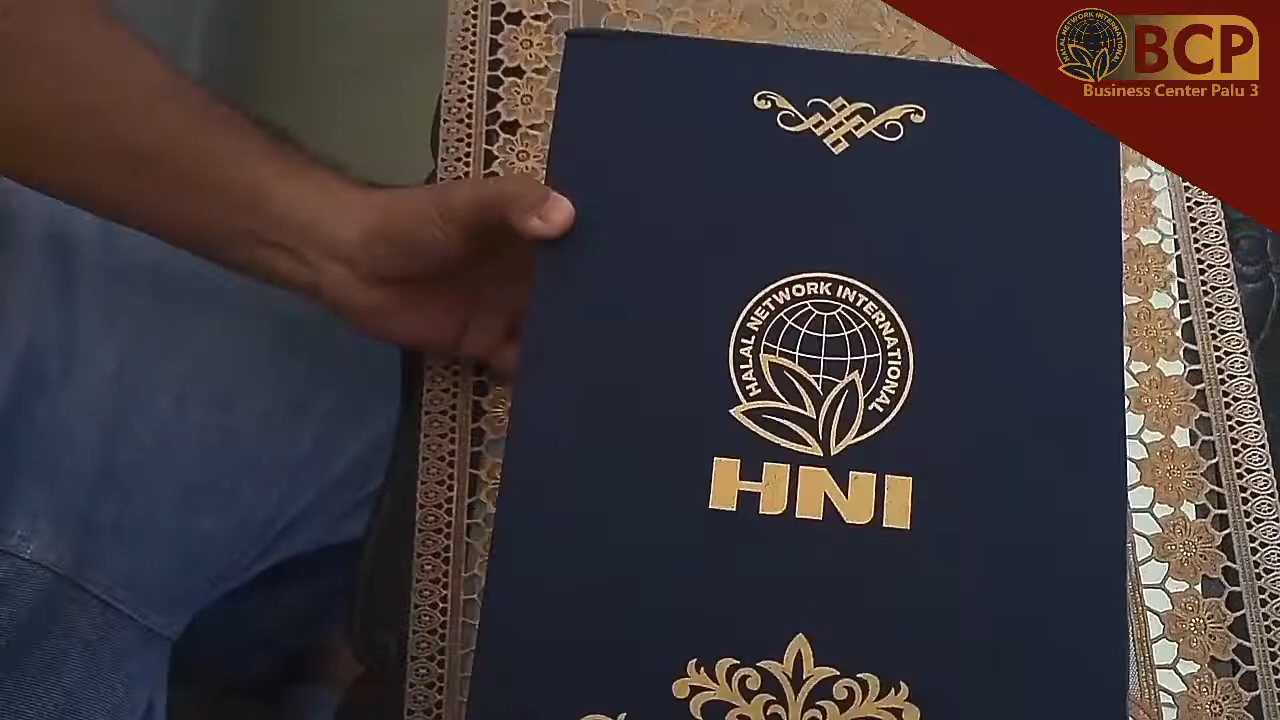 HALAL NETWORK INTERNATIONAL
BCP
Business Center Palu 3
HALAL NETWORK INTERNATIONAL
HNI